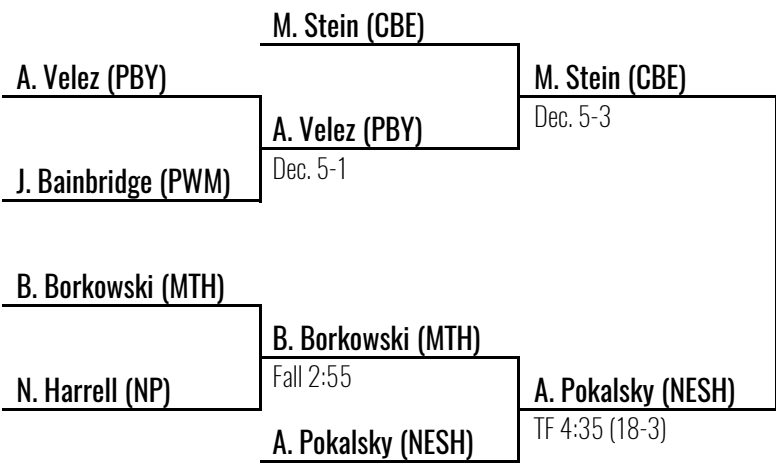 M. Stein (CBE)
A. Velez (PBY)
M. Stein (CBE)
Dec. 5-3
A. Velez (PBY)
Dec. 5-1
J. Bainbridge (PWM)
B. Borkowski (MTH)
B. Borkowski (MTH)
Fall 2:55
N. Harrell (NP)
A. Pokalsky (NESH)
TF 4:35 (18-3)
A. Pokalsky (NESH)